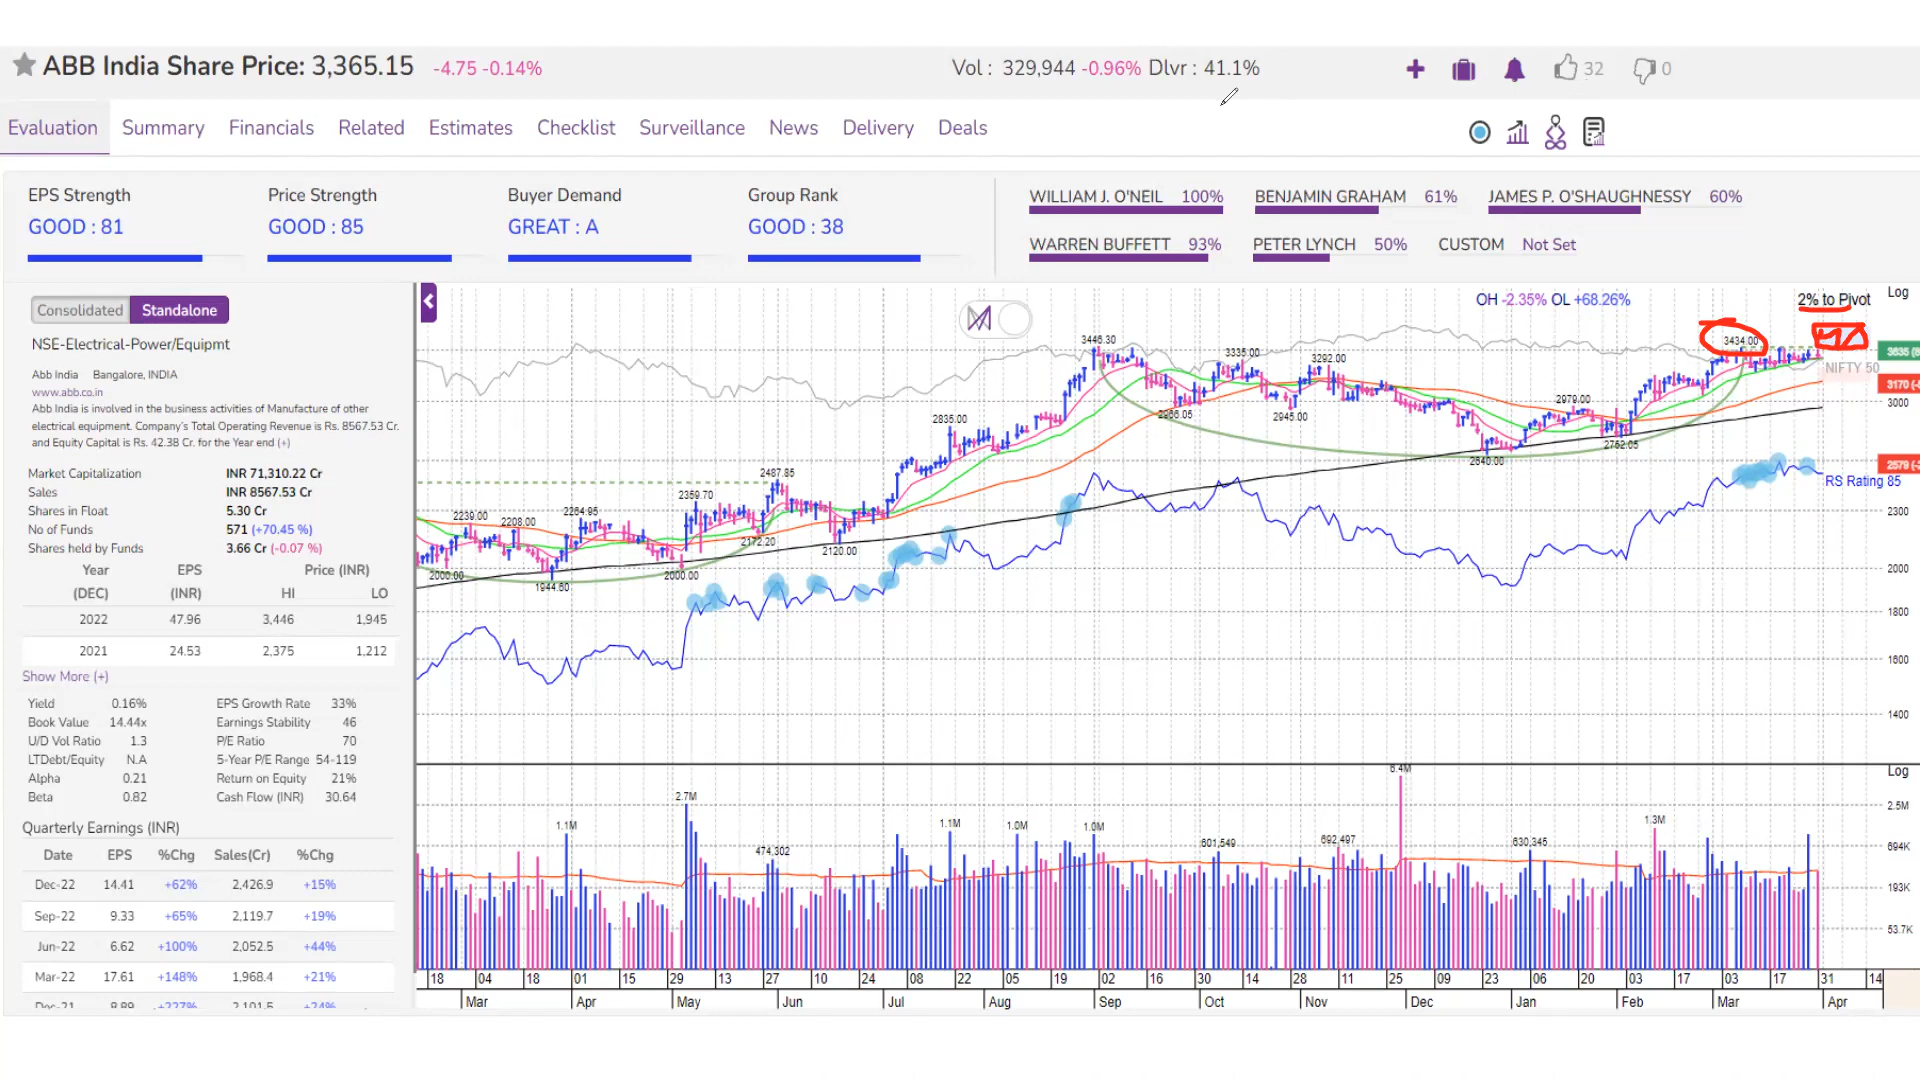 ABB India Share Price: 3,365.15 -4.75 -0.14% Vol : 329,944 -0.96% Dlvr : 41.1% 32 0
Evaluation Summary Financials Related Estimates Checklist Surveillance News Delivery Deals
EPS Strength Price Strength Buyer Demand Group Rank
GOOD : 81 GOOD : 85 GREAT : A GOOD : 38
WILLIAM J. O'NEIL 100% BENJAMIN GRAHAM 61% JAMES P. O'SHAUGHNESSY 60%
WARREN BUFFETT 93% PETER LYNCH 50% CUSTOM Not Set
Consolidated Standalone
NSE-Electrical-Power/Equipmt
Abb India Bangalore, INDIA
www.abb.co.in
Abb India is involved in the business activities of Manufacture of other
electrical equipment. Company's Total Operating Revenue is Rs. 8567.53 Cr.
and Equity Capital is Rs. 42.38 Cr. for the Year end (+)
Market Capitalization INR 71,310.22 Cr
Sales INR 8567.53 Cr
Shares in Float 5.30 Cr
No of Funds 571 (+70.45 %)
Shares held by Funds 3.66 Cr (-0.07 %)
Year EPS Price (INR)
(DEC) (INR) HI LO
2022 47.96 3,446 1,945
2021 24.53 2,375 1,212
Show More (+)
Yield 0.16% EPS Growth Rate 33%
Book Value 14.44x Earnings Stability 46
U/D Vol Ratio 1.3 P/E Ratio 70
LTDebt/Equity N.A 5-Year P/E Range 54-119
Alpha 0.21 Return on Equity 21%
Beta 0.82 Cash Flow (INR) 30.64
Quarterly Earnings (INR)
Date EPS %Chg Sales(Cr) %Chg
Dec-22 14.41 +62% 2,426.9 +15%
Sep-22 9.33 +65% 2,119.7 +19%
Jun-22 6.62 +100% 2,052.5 +44%
Mar-22 17.61 +148% 1,968.4 +21%
Dec-21 8.89 +227% 2,101.5 +24%
OH -2.35% OL +68.26% 2% to Pivot Log
3446.30 3335.00 3292.00 3434.00
NIFTY 50
2966.05 2945.00 2979.00 3000
2835.00 2640.00 2762.05
2487.85
RS Rating 85
2359.70
2239.00 2208.00 2264.95 2300
2172.20 2120.00
2000.00 1944.60 2000.00 2000
1800
1600
1400
Log
2.7M 2.5M
1.1M 1.1M 1.0M 1.0M 1.3M
474,302 601,549 692,497 630,345 894K
193K
53.7K
18 04 18 01 15 29 13 27 10 24 08 22 05 19 02 16 30 14 28 11 25 09 23 06 20 03 17 03 17 31 14
Mar Apr May Jun Jul Aug Sep Oct Nov Dec Jan Feb Mar Apr